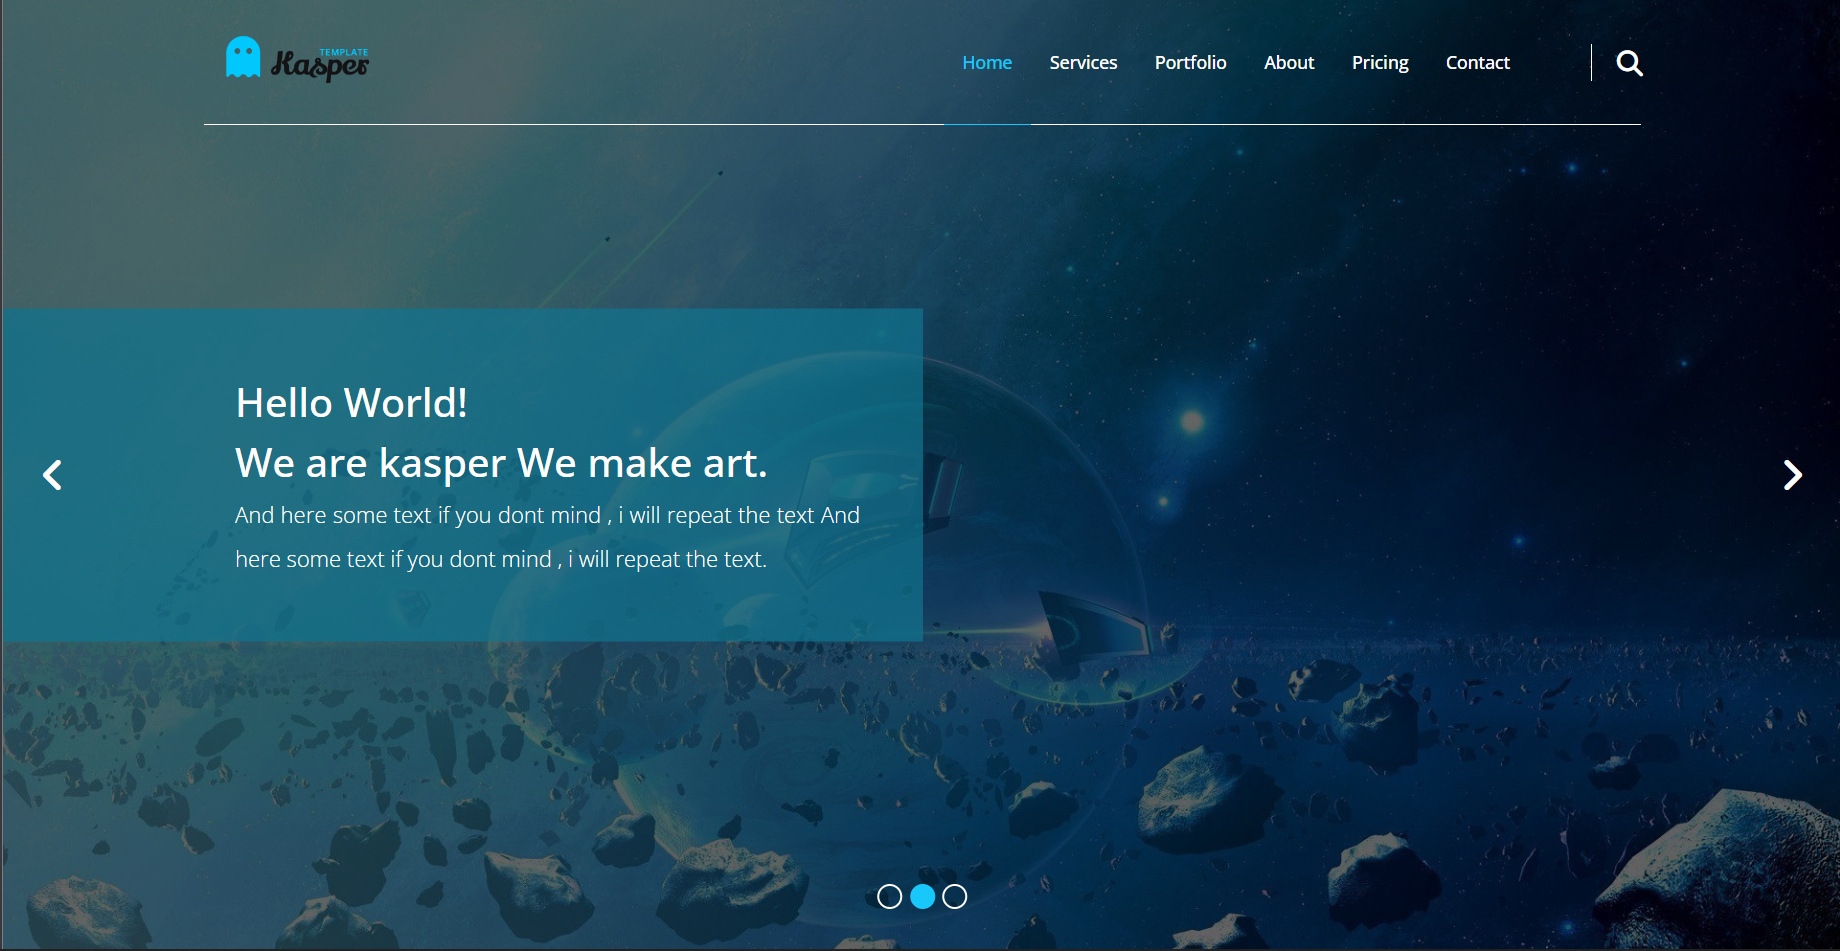 TEMPLATE
Kasper
Home Services Portfolio About Pricing Contact
Hello World!
We are kasper We make art.
And here some text if you dont mind , i will repeat the text And
here some text if you dont mind , i will repeat the text.